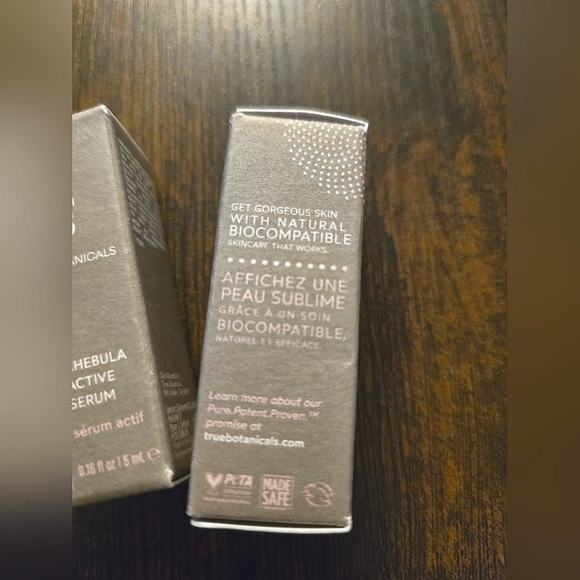 ANICALS
HEBULA
ACTIVE
SERUM
sérum actif
0.16 fl oz / 5 mL e
GET GORGEOUS SKIN
WITH NATURAL
BIOCOMPATIBLE
SKINCARE THAT WORKS.
AFFICHEZ UNE
PEAU SUBLIME
GRÂCE À UN SOIN
BIOCOMPATIBLE,
NATUREL ET EFFICACE.
Learn more about our
Pure.Potent.Proven.™
promise at
truebotanicals.com
PeTA
MADE
SAFE